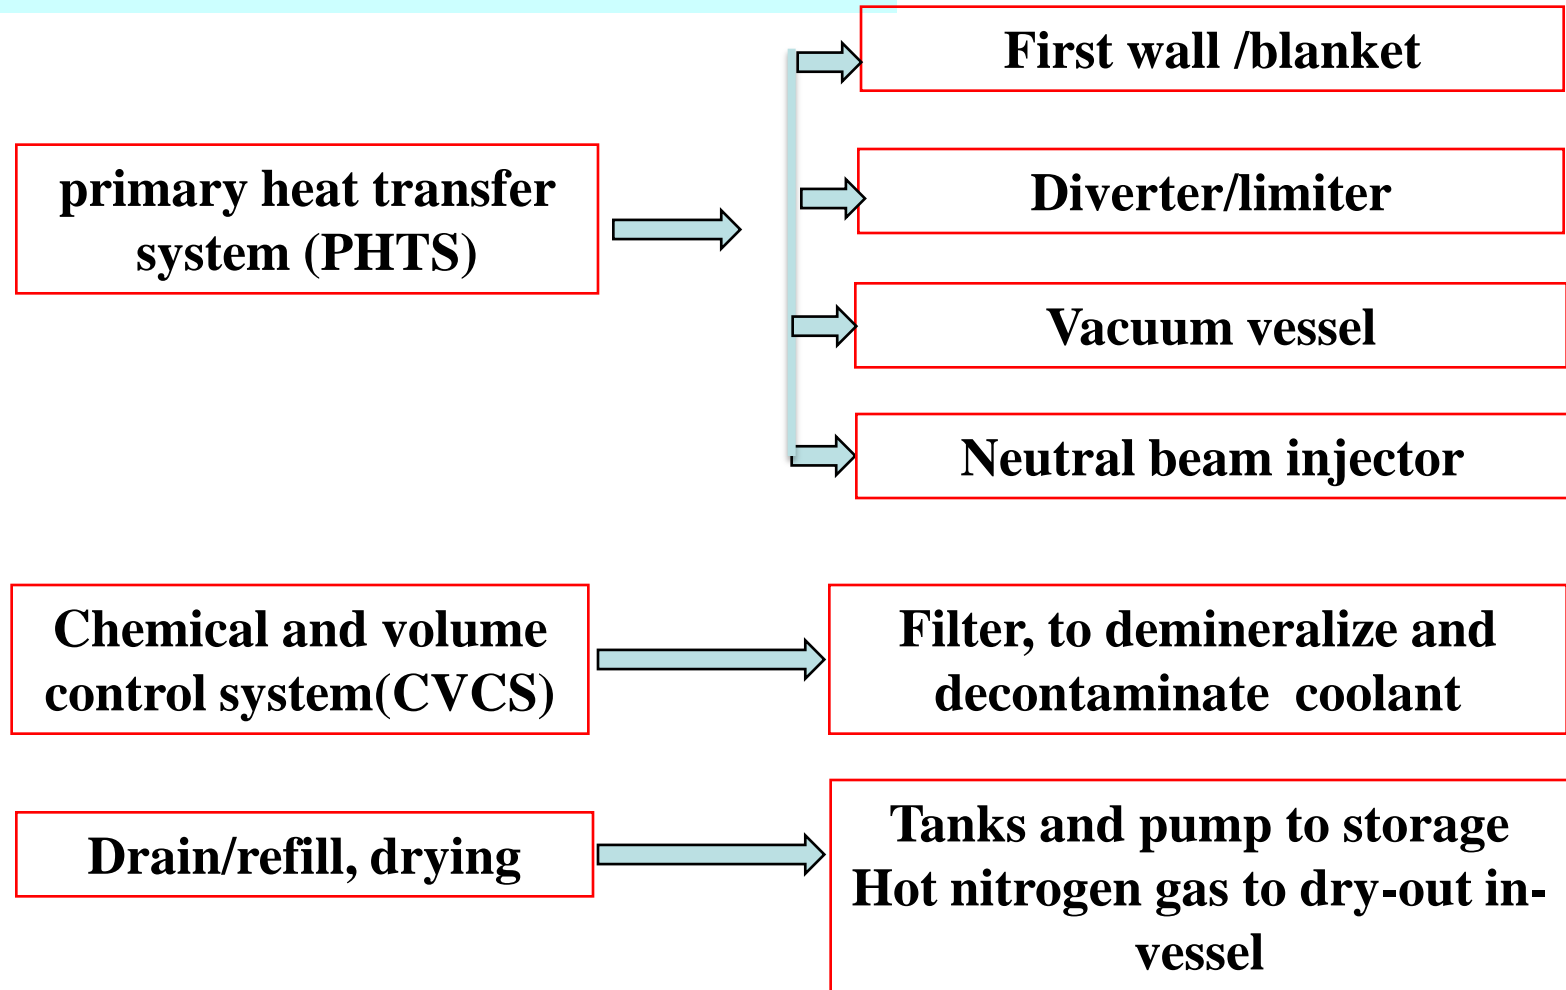 First wall /blanket
primary heat transfer
system (PHTS)
Diverter/limiter
Vacuum vessel
Neutral beam injector
Chemical and volume
control system(CVCS)
Filter, to demineralize and
decontaminate  coolant
Drain/refill, drying
Tanks and pump to storage
Hot nitrogen gas to dry-out in-
vessel